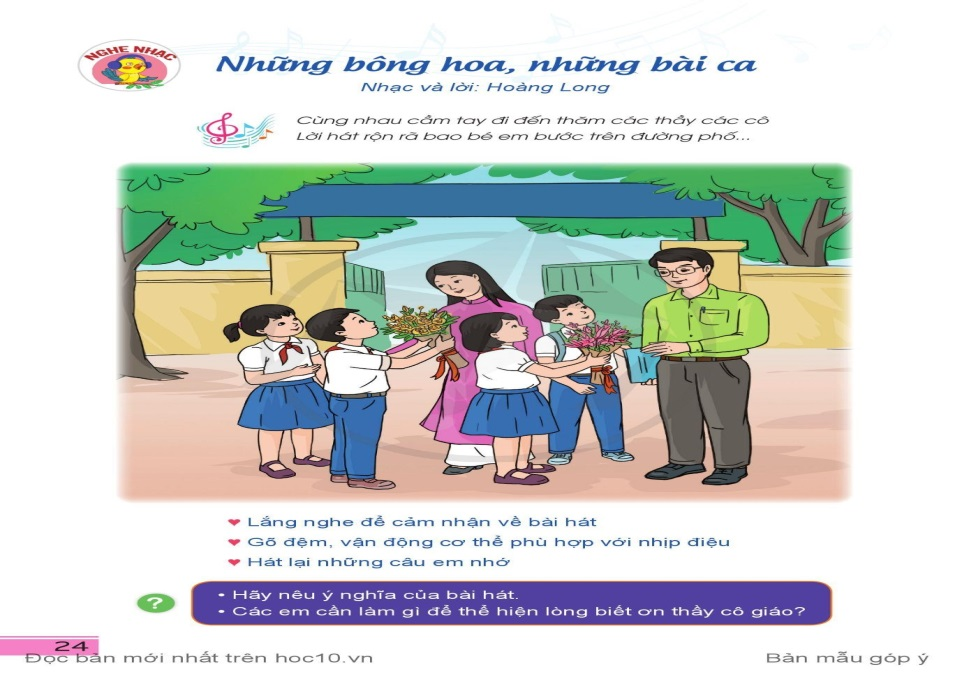 NGHE NHẠC
Những bông hoa, những bài ca
Nhạc và lời: Hoàng Long
Cùng nhau cầm tay đi đến thăm các thầy các cô
Lời hát rộn rã bao bé em bước trên đường phố...
❤ Lắng nghe để cảm nhận về bài hát
❤ Gõ đệm, vận động cơ thể phù hợp với nhịp điệu
❤ Hát lại những câu em nhớ
?
• Hãy nêu ý nghĩa của bài hát.
• Các em cần làm gì để thể hiện lòng biết ơn thầy cô giáo?
24
Đọc bản mới nhất trên hoc10.vn
Bản mẫu góp ý